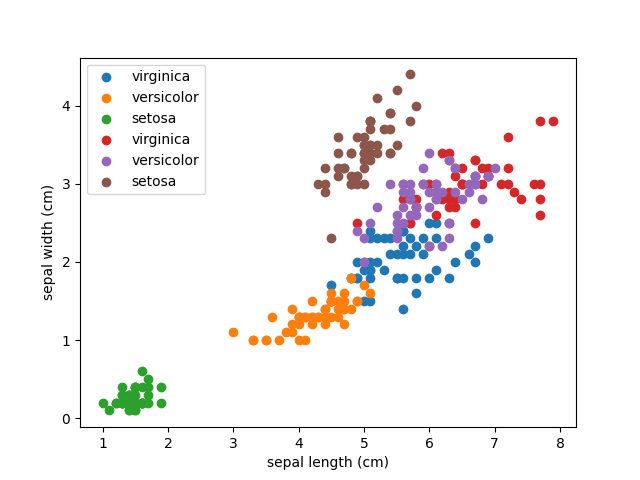 virginica
versicolor
setosa
virginica
versicolor
setosa
4
3
2
1
0
sepal width (cm)
1 2 3 4 5 6 7 8
sepal length (cm)